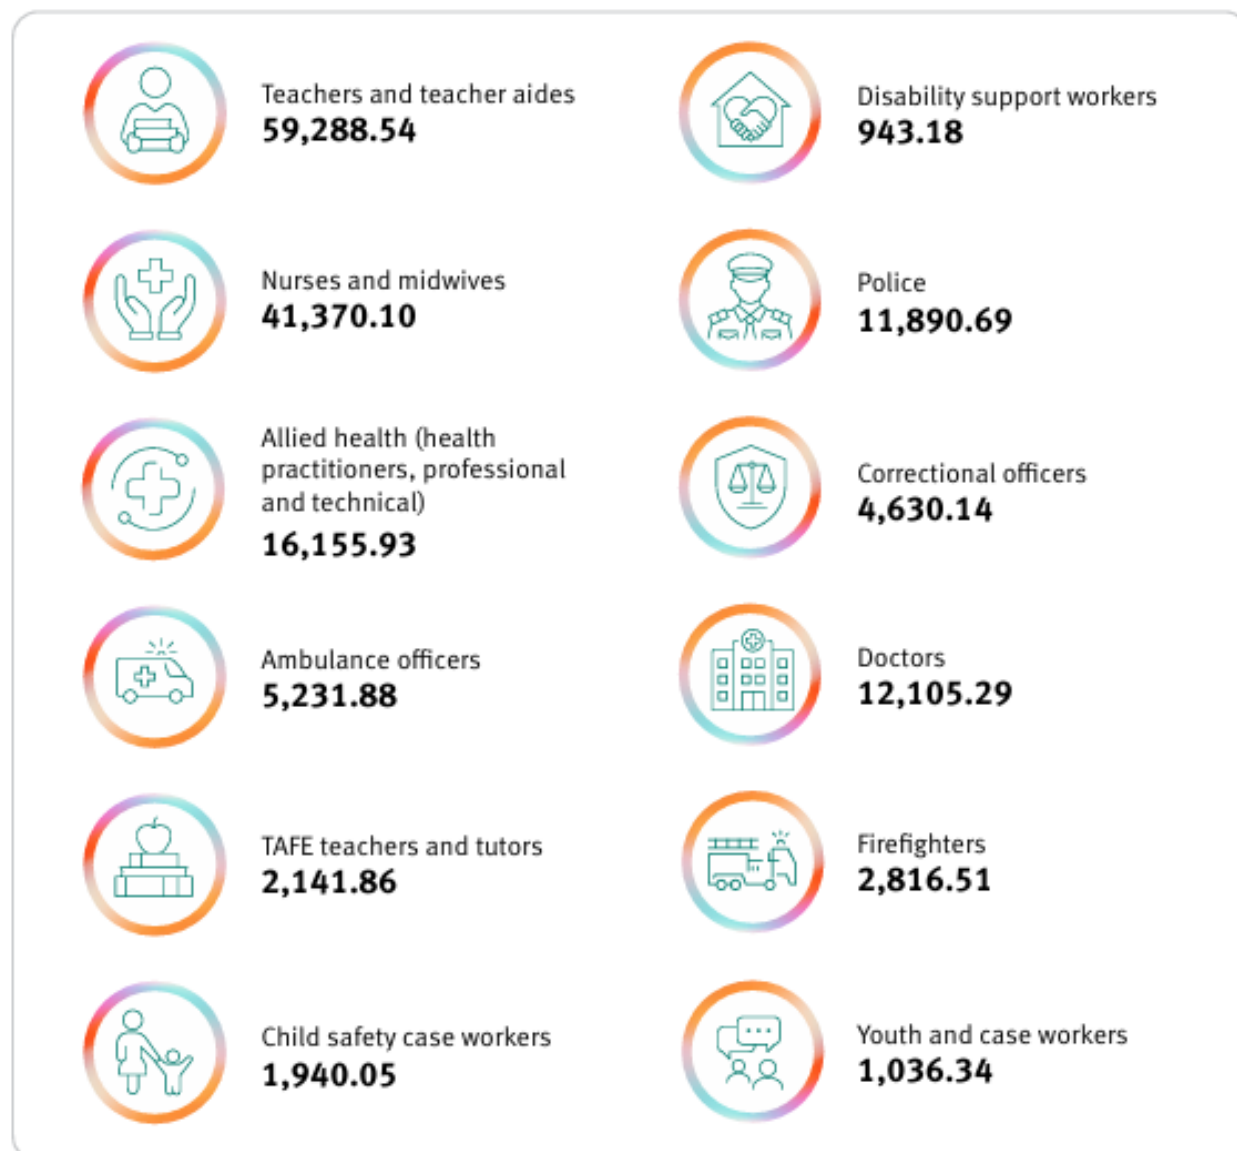 Teachers and teacher aides
59,288.54
Disability support workers
943.18
Nurses and midwives
41,370.10
Police
11,890.69
Allied health (health
practitioners, professional
and technical)
16,155.93
Correctional officers
4,630.14
Ambulance officers
5,231.88
Doctors
12,105.29
TAFE teachers and tutors
2,141.86
Firefighters
2,816.51
Child safety case workers
1,940.05
Youth and case workers
1,036.34